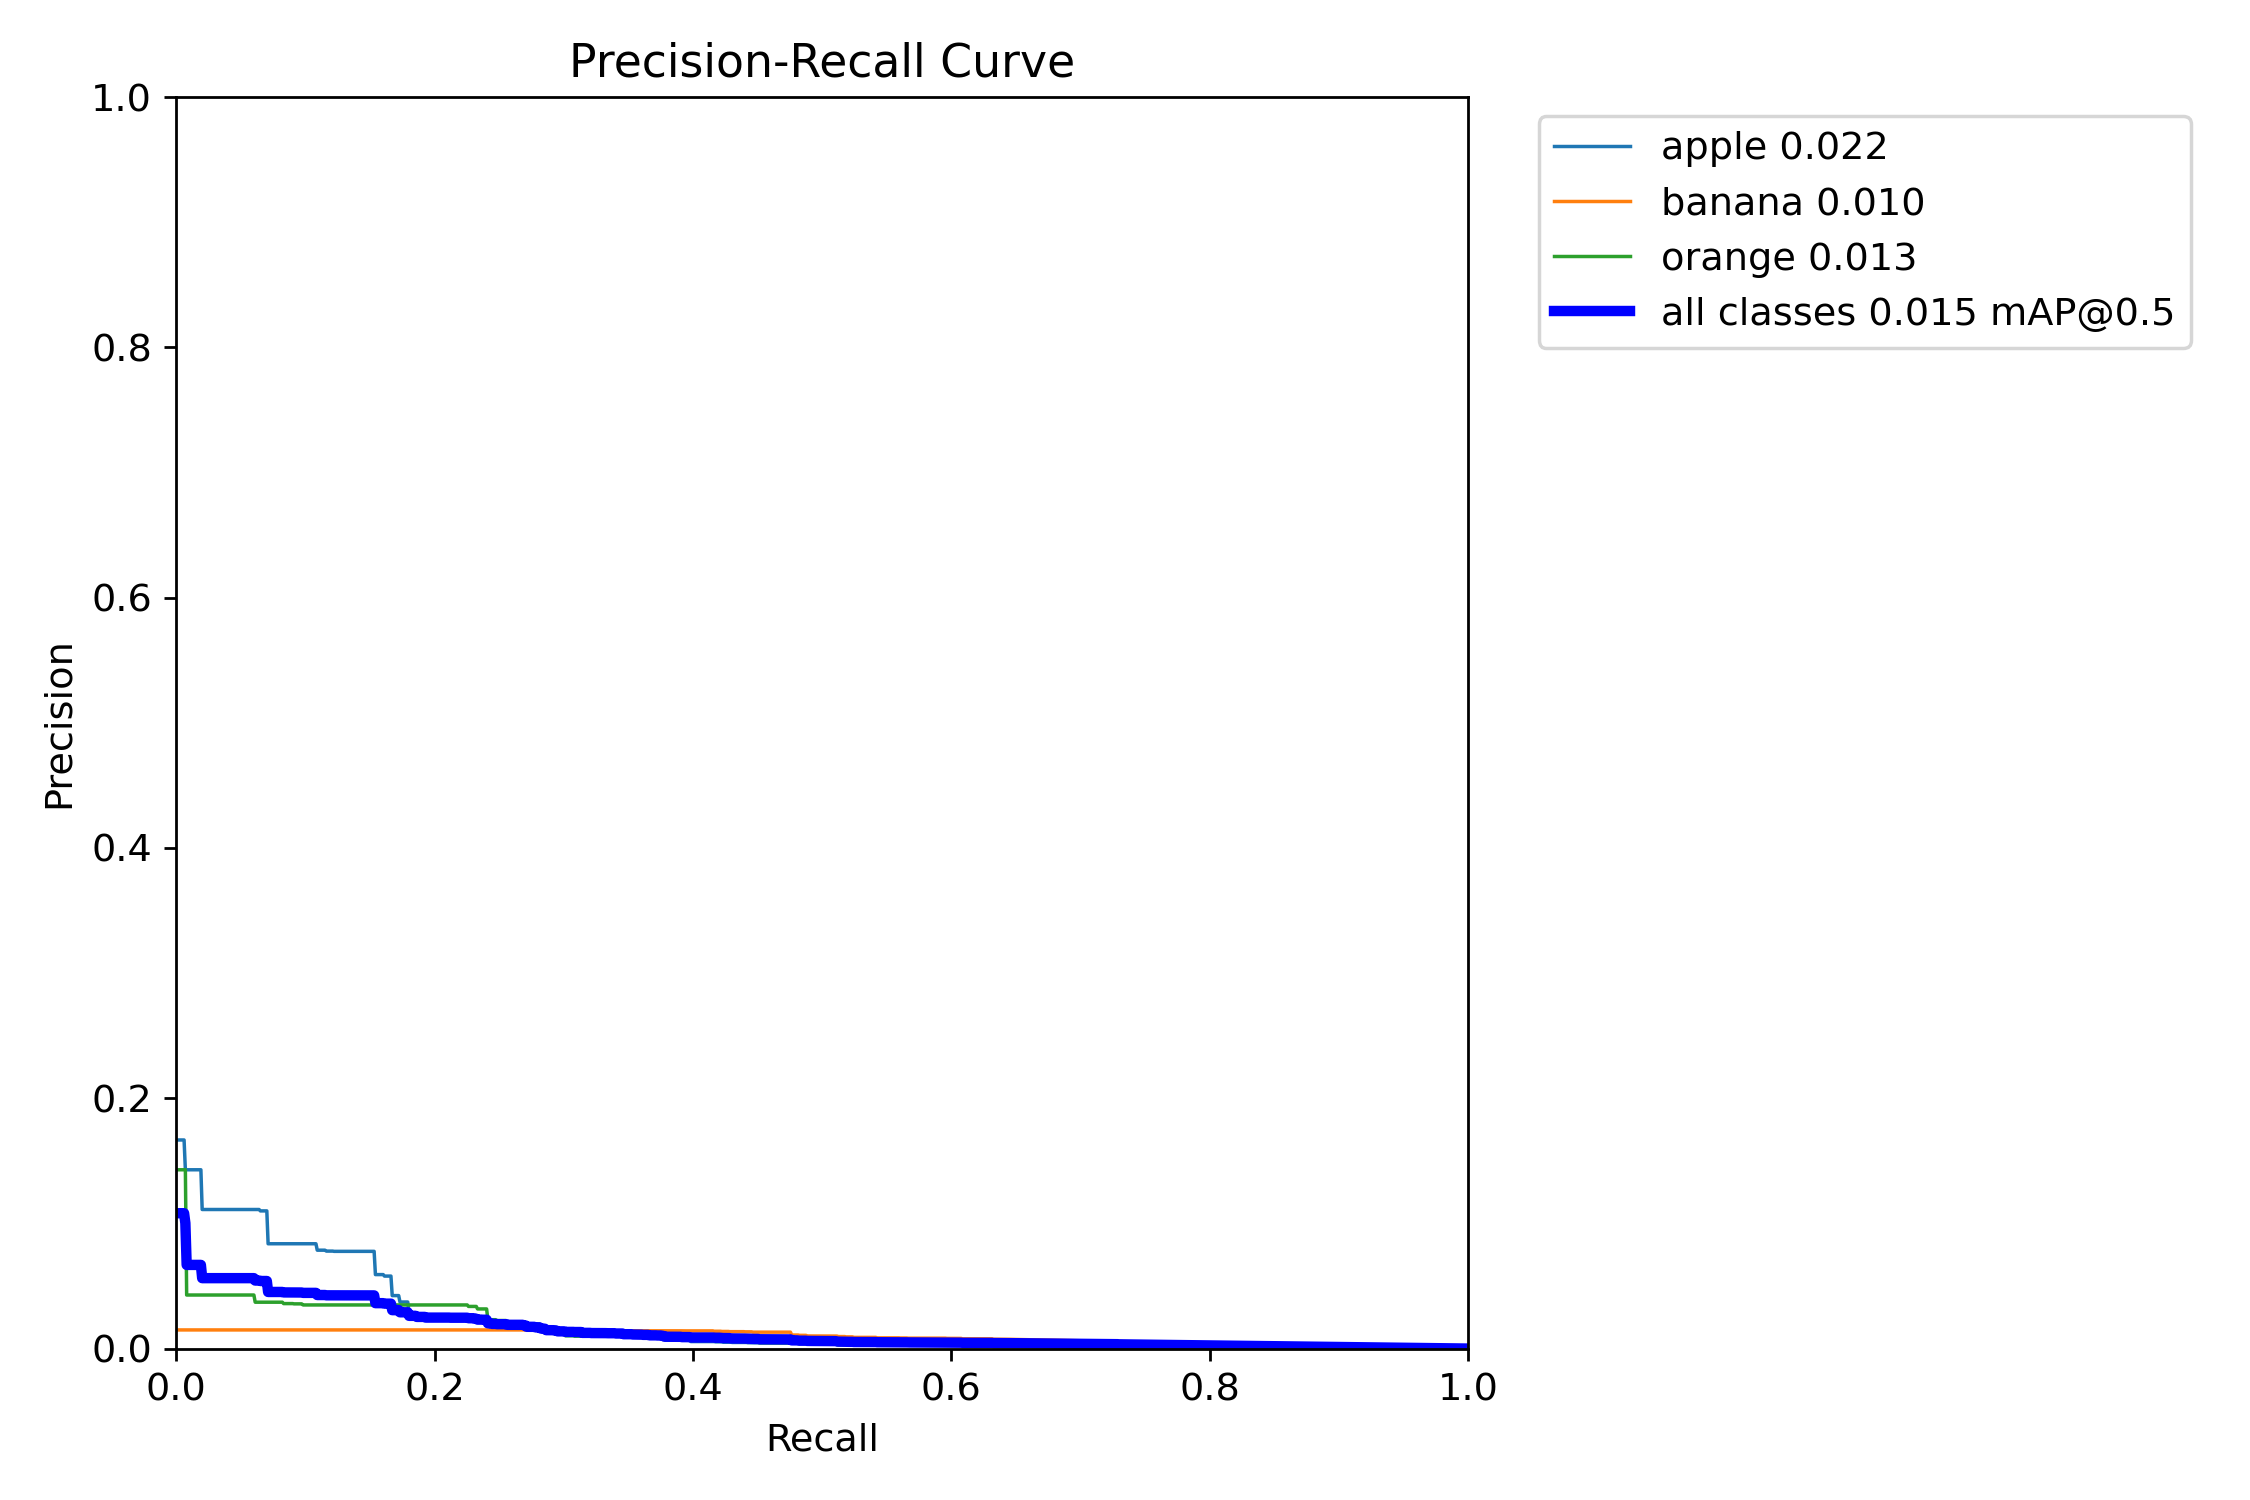 Precision-Recall Curve
1.0
0.8
0.6
0.4
0.2
0.0
Precision
0.0 0.2 0.4 0.6 0.8 1.0
Recall
apple 0.022
banana 0.010
orange 0.013
all classes 0.015 mAP@0.5